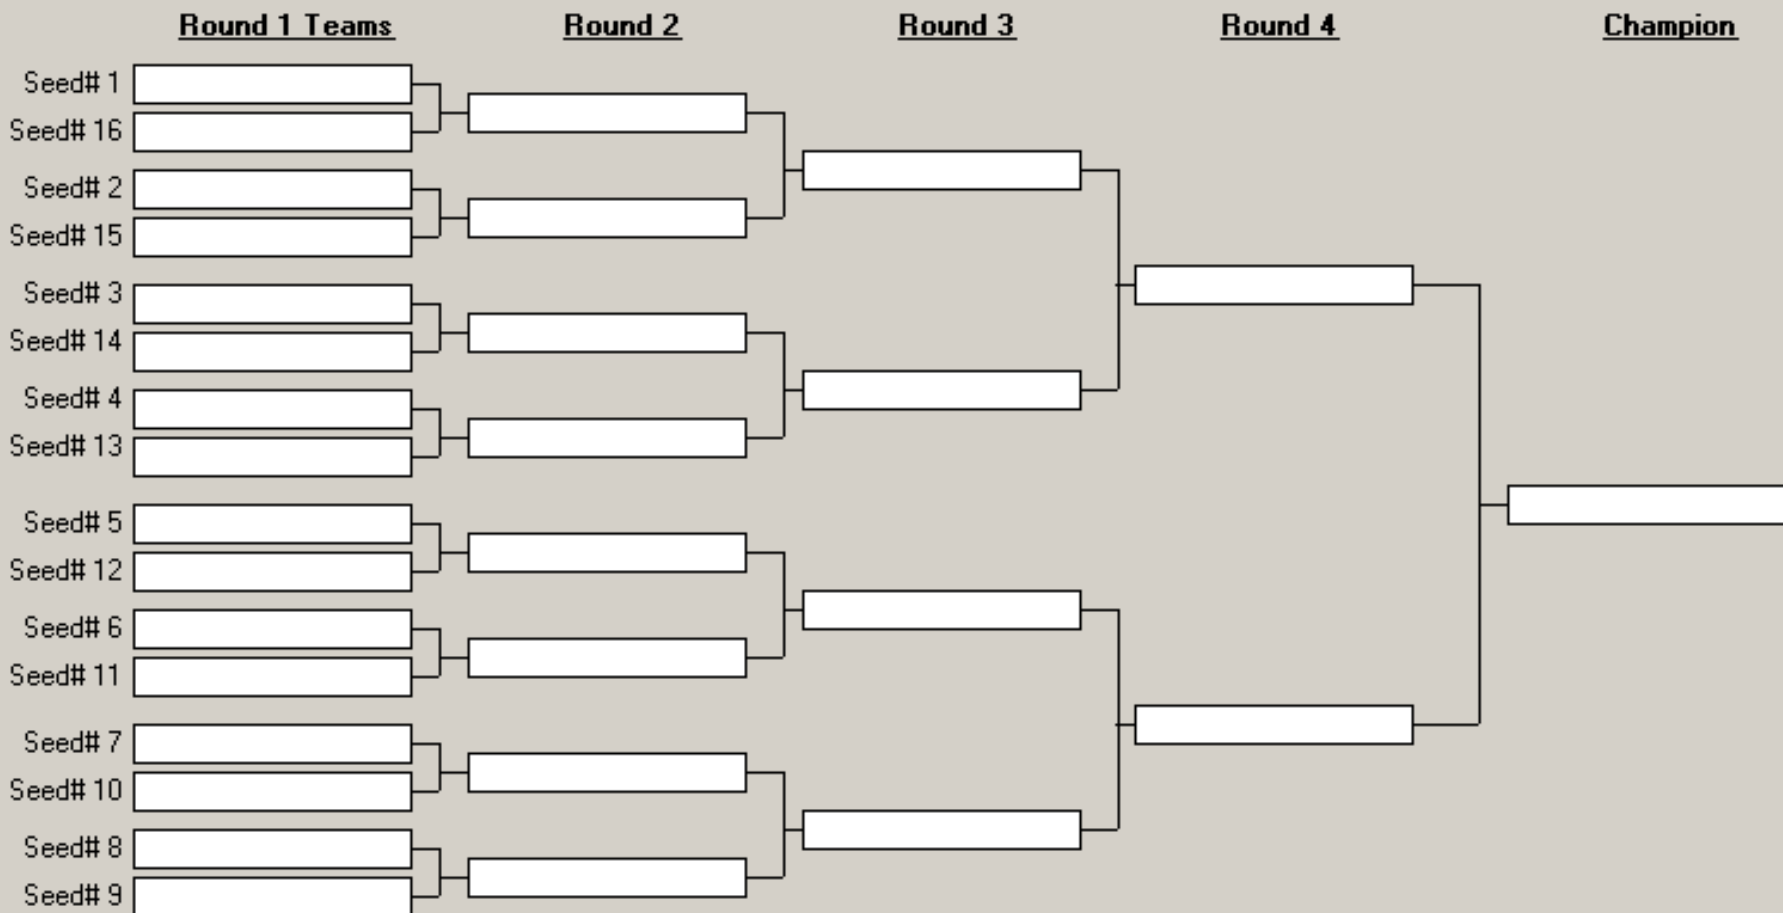 Round 1 Teams Round 2 Round 3 Round 4 Champion
Seed# 1
Seed# 16
Seed# 2
Seed# 15
Seed# 3
Seed# 14
Seed# 4
Seed# 13
Seed# 5
Seed# 12
Seed# 6
Seed# 11
Seed# 7
Seed# 10
Seed# 8
Seed# 9